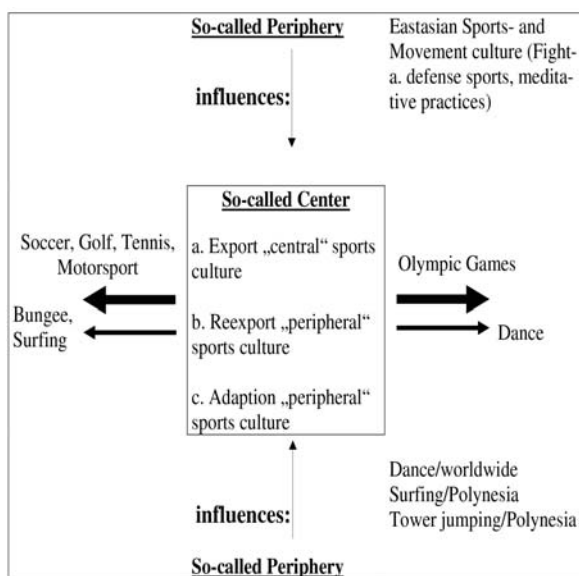 So-called Periphery
Eastasian Sports- and
Movement culture (Fight-
a. defense sports, medita-
tive practices)
influences:
So-called Center
Soccer, Golf, Tennis,
Motorsport
Bungee,
Surfing
a. Export „central“ sports
culture
b. Reexport „peripheral“
sports culture
c. Adaption „peripheral“
sports culture
Olympic Games
Dance
Dance/worldwide
Surfing/Polynesia
Tower jumping/Polynesia
influences:
So-called Periphery